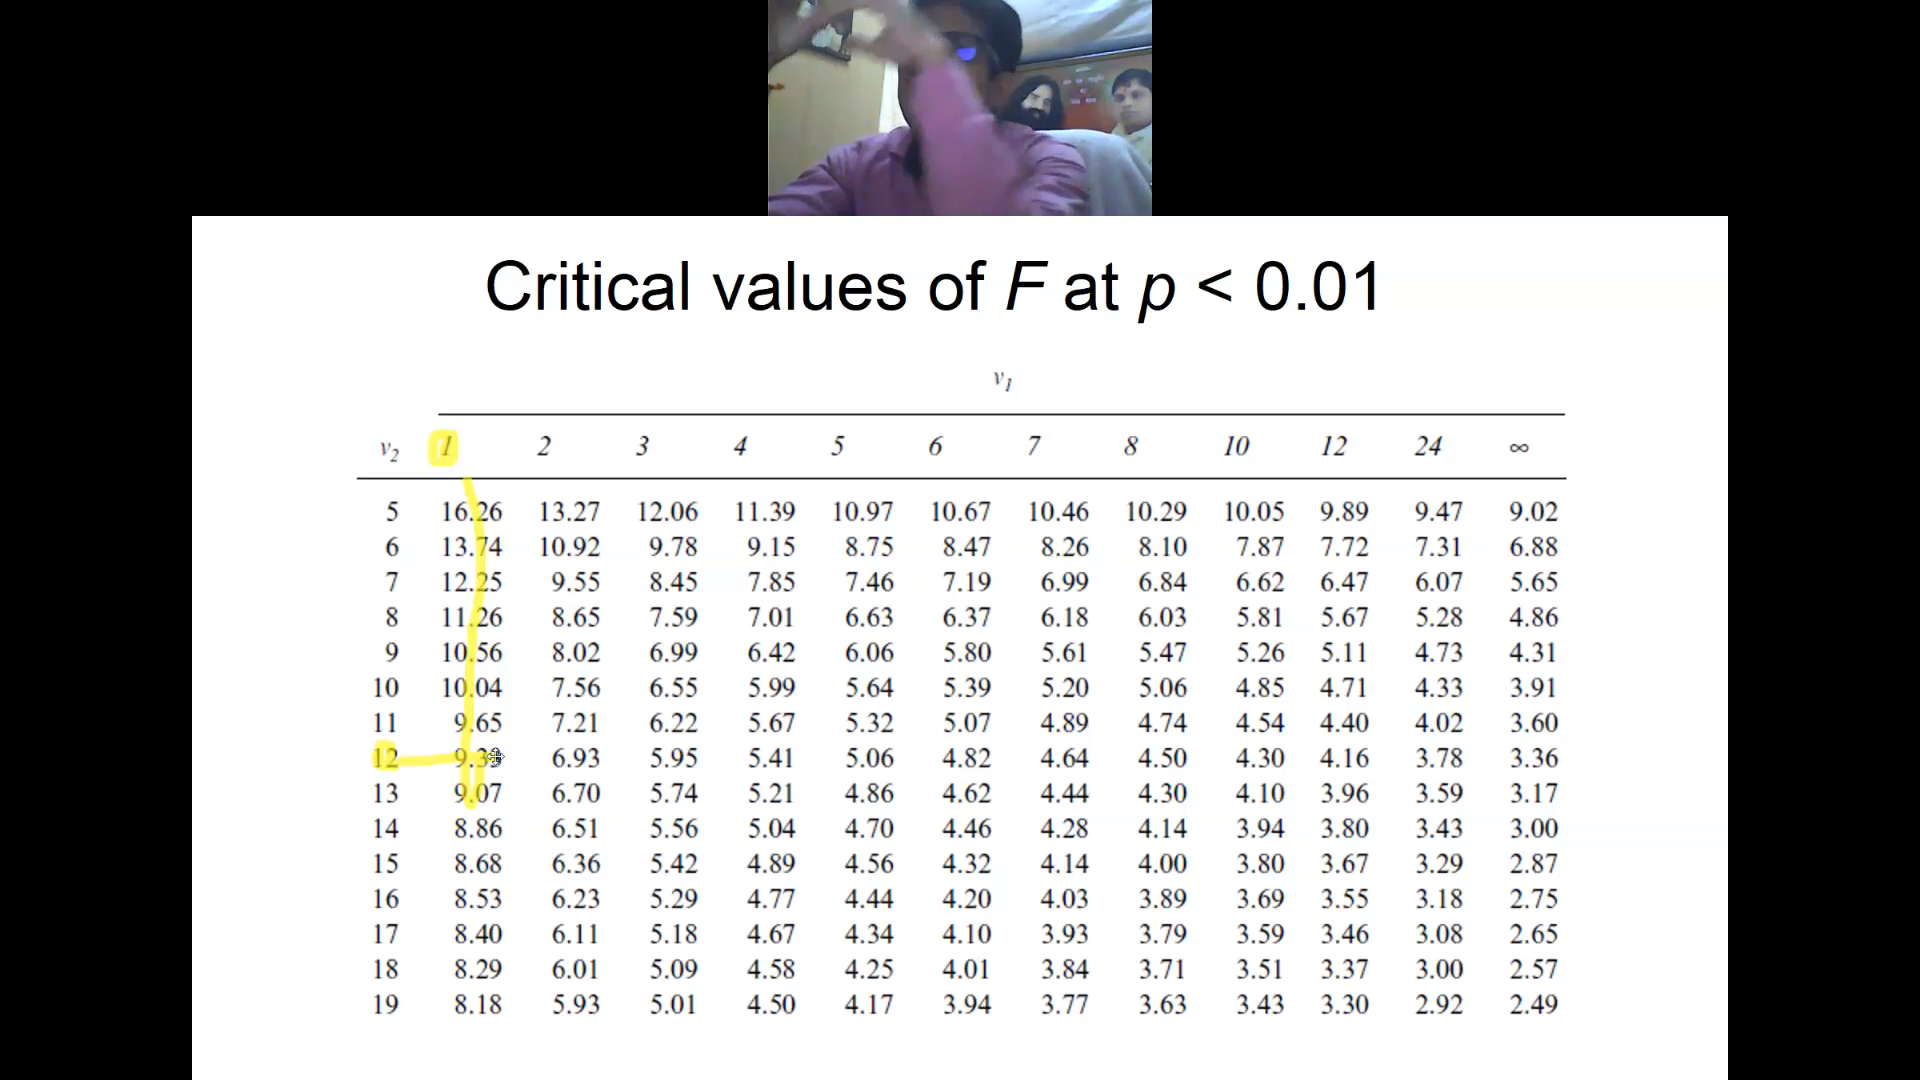 Critical values of F at p < 0.01
v1
v2 1 2 3 4 5 6 7 8 10 12 24 ∞
5 16.26 13.27 12.06 11.39 10.97 10.67 10.46 10.29 10.05 9.89 9.47 9.02
6 13.74 10.92 9.78 9.15 8.75 8.47 8.26 8.10 7.87 7.72 7.31 6.88
7 12.25 9.55 8.45 7.85 7.46 7.19 6.99 6.84 6.62 6.47 6.07 5.65
8 11.26 8.65 7.59 7.01 6.63 6.37 6.18 6.03 5.81 5.67 5.28 4.86
9 10.56 8.02 6.99 6.42 6.06 5.80 5.61 5.47 5.26 5.11 4.73 4.31
10 10.04 7.56 6.55 5.99 5.64 5.39 5.20 5.06 4.85 4.71 4.33 3.91
11 9.65 7.21 6.22 5.67 5.32 5.07 4.89 4.74 4.54 4.40 4.02 3.60
12 9.33 6.93 5.95 5.41 5.06 4.82 4.64 4.50 4.30 4.16 3.78 3.36
13 9.07 6.70 5.74 5.21 4.86 4.62 4.44 4.30 4.10 3.96 3.59 3.17
14 8.86 6.51 5.56 5.04 4.70 4.46 4.28 4.14 3.94 3.80 3.43 3.00
15 8.68 6.36 5.42 4.89 4.56 4.32 4.14 4.00 3.80 3.67 3.29 2.87
16 8.53 6.23 5.29 4.77 4.44 4.20 4.03 3.89 3.69 3.55 3.18 2.75
17 8.40 6.11 5.18 4.67 4.34 4.10 3.93 3.79 3.59 3.46 3.08 2.65
18 8.29 6.01 5.09 4.58 4.25 4.01 3.84 3.71 3.51 3.37 3.00 2.57
19 8.18 5.93 5.01 4.50 4.17 3.94 3.77 3.63 3.43 3.30 2.92 2.49